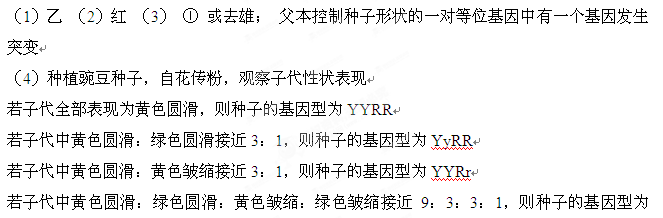 （1）乙 （2）红 （3） ① 或去雄； 父本控制种子形状的一对等位基因中有一个基因发生
突变
（4）种植豌豆种子，自花传粉，观察子代性状表现
若子代全部表现为黄色圆滑，则种子的基因型为 YYRR
若子代中黄色圆滑：绿色圆滑接近 3：1，则种子的基因型为 YyRR
若子代中黄色圆滑：黄色皱缩接近 3：1，则种子的基因型为 YYRr
若子代中黄色圆滑：绿色圆滑：黄色皱缩：绿色皱缩接近 9：3：3：1，则种子的基因型为